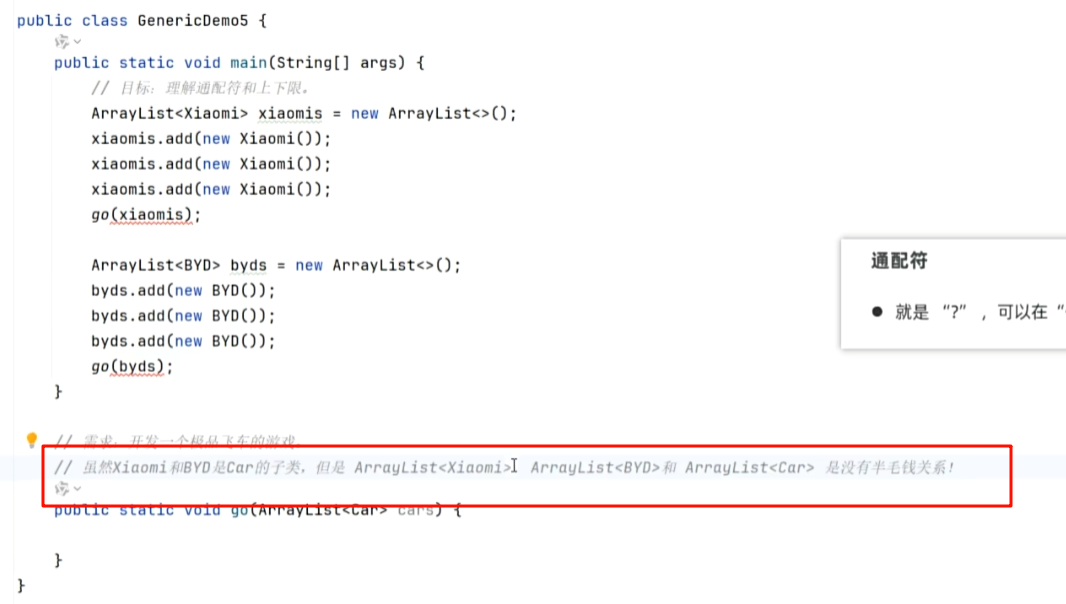 public class GenericDemo5 {
public static void main(String[] args) {
// 目标：理解通配符和上下限。
ArrayList<Xiaomi> xiaomis = new ArrayList<>();
xiaomis.add(new Xiaomi());
xiaomis.add(new Xiaomi());
xiaomis.add(new Xiaomi());
go(xiaomis);
ArrayList<BYD> byds = new ArrayList<>();
byds.add(new BYD());
byds.add(new BYD());
byds.add(new BYD());
go(byds);
}
// 需求：开发一个极品飞车的游戏。
// 虽然Xiaomi和BYD是Car的子类，但是 ArrayList<Xiaomi> ArrayList<BYD>和 ArrayList<Car> 是没有半毛钱关系！
public static void go(ArrayList<Car> cars) {
}
}
通配符
● 就是 “?” ，可以在 “